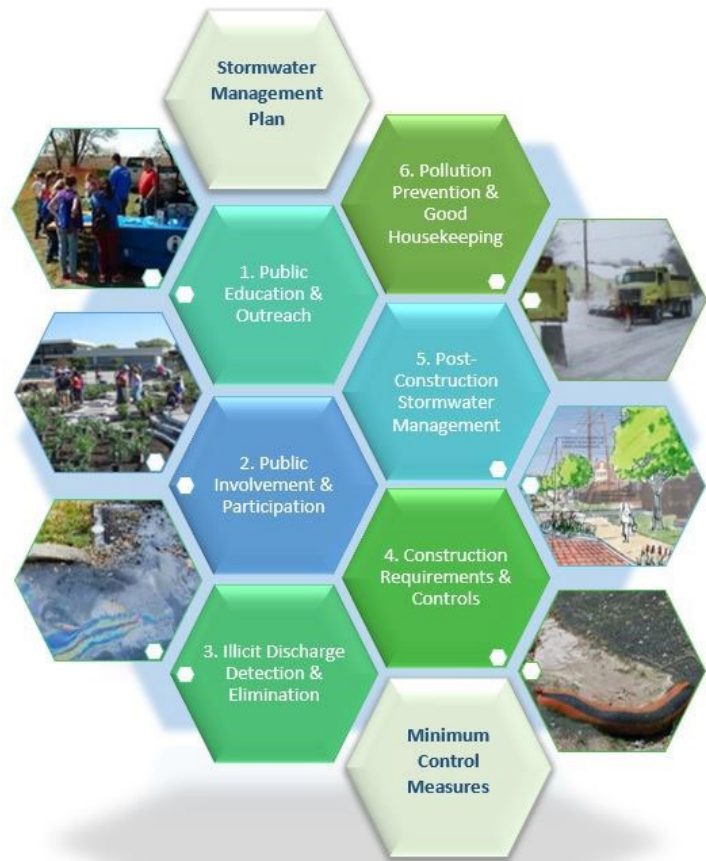 Stormwater
Management
Plan
1. Public
Education &
Outreach
2. Public
Involvement &
Participation
3. Illicit Discharge
Detection &
Elimination
6. Pollution
Prevention &
Good
Housekeeping
5. Post-
Construction
Stormwater
Management
4. Construction
Requirements &
Controls
Minimum
Control
Measures